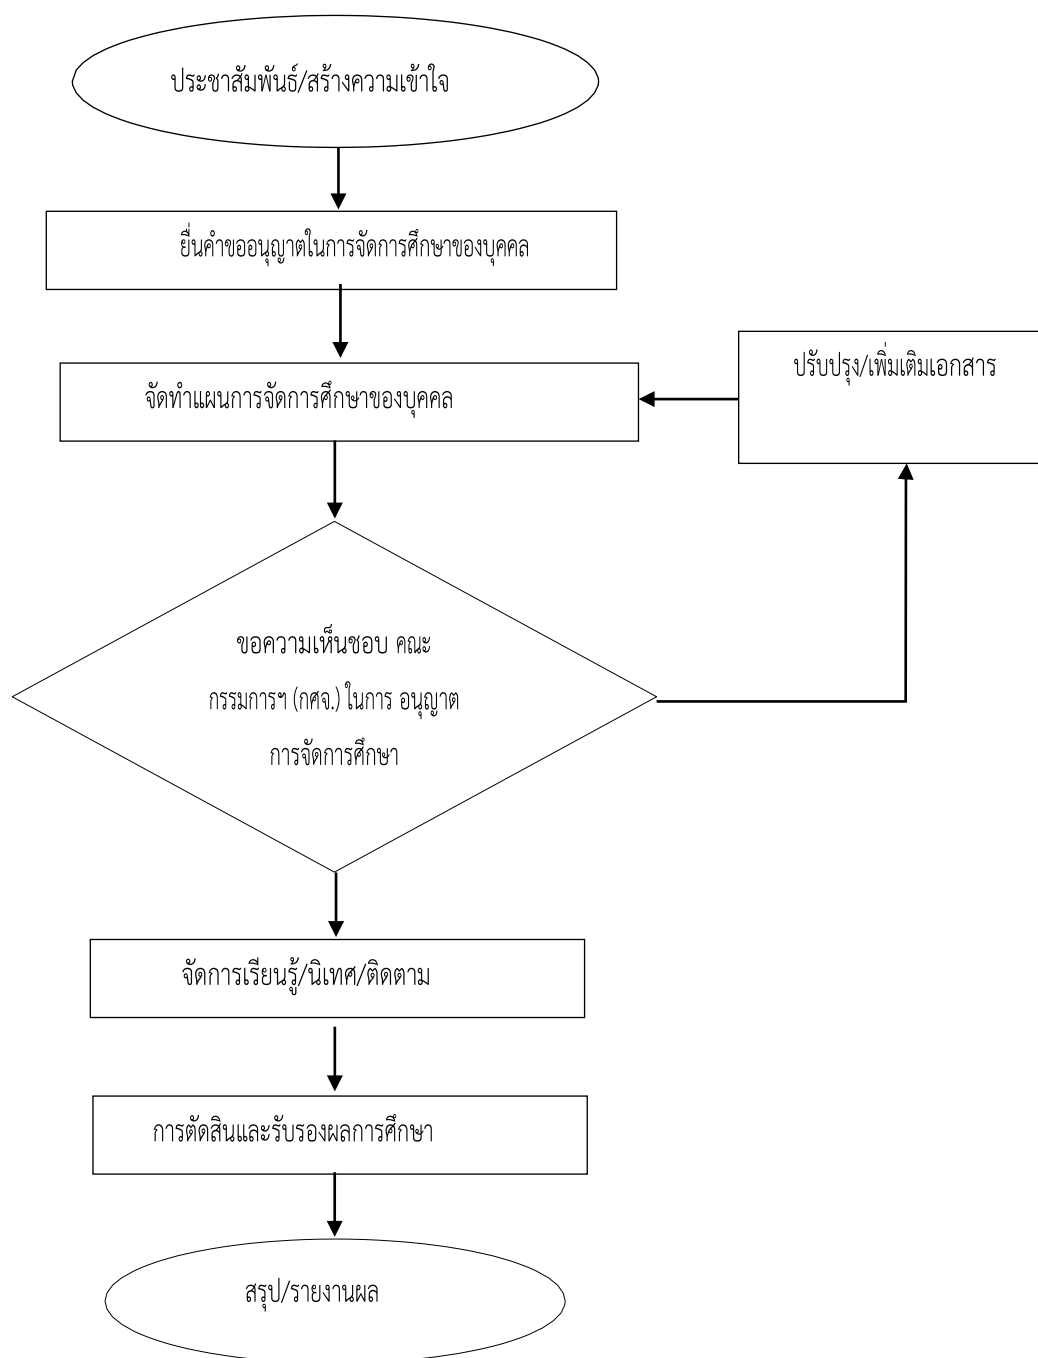 ประชาสัมพันธ์/สร้างความเข้าใจ
ยื่นคำขออนุญาตในการจัดการศึกษาของบุคคล
จัดทำแผนการจัดการศึกษาของบุคคล
ปรับปรุง/เพิ่มเติมเอกสาร
ขอความเห็นชอบ คณะ
กรรมการฯ (กศจ.) ในการ อนุญาต
การจัดการศึกษา
จัดการเรียนรู้/นิเทศ/ติดตาม
การตัดสินและรับรองผลการศึกษา
สรุป/รายงานผล